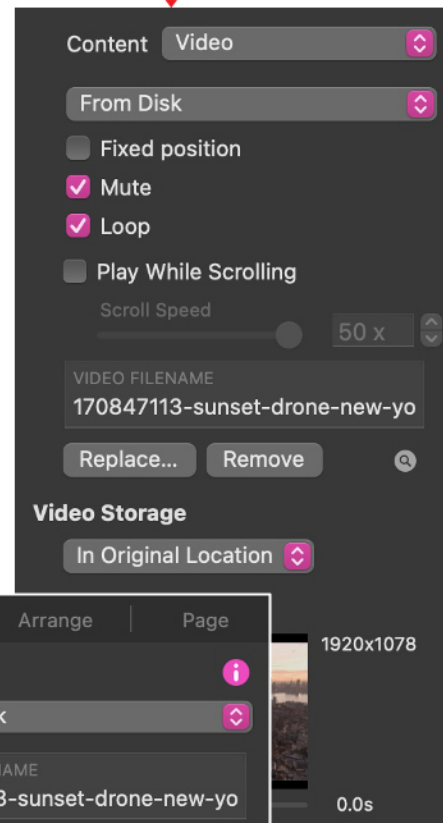 Content Video
From Disk
Fixed position
Mute
Loop
Play While Scrolling
Scroll Speed
50 x
VIDEO FILENAME
170847113-sunset-drone-new-yo
Replace... Remove
Video Storage
In Original Location
Arrange Page
1920x1078
3-sunset-drone-new-yo
0.0s